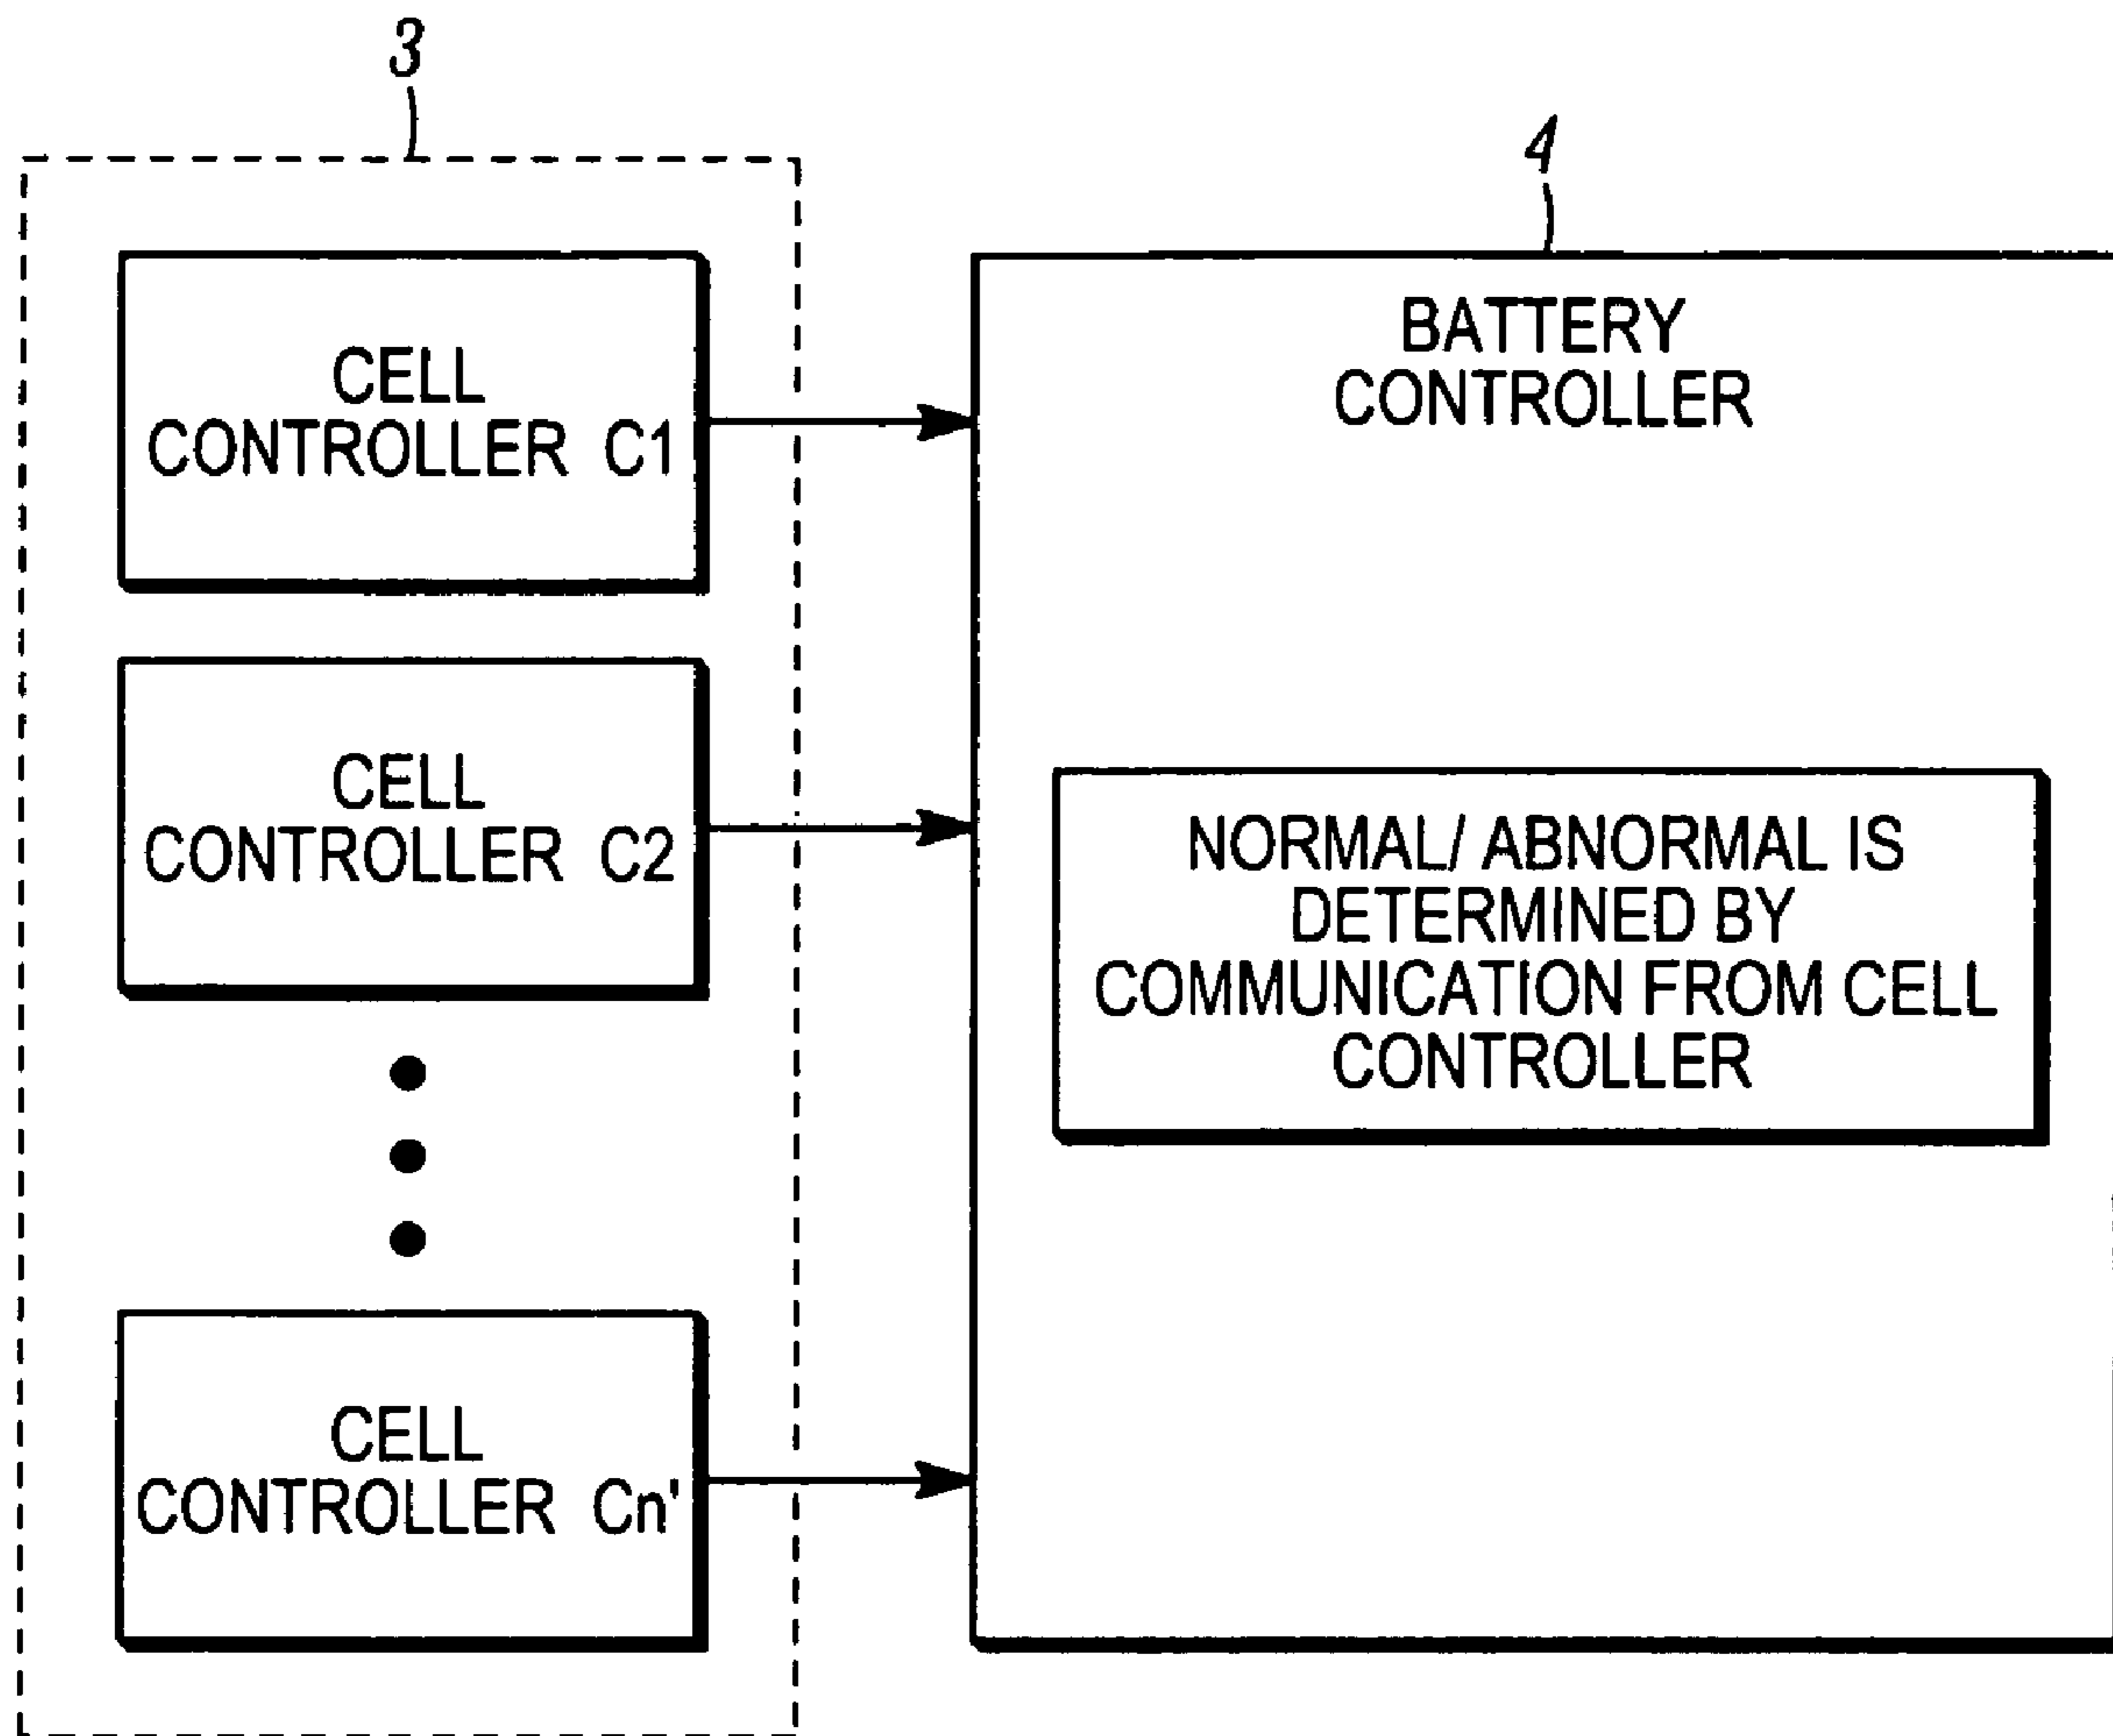 3
4
CELL
CONTROLLER C1
BATTERY
CONTROLLER
CELL
CONTROLLER C2
NORMAL/ ABNORMAL IS
DETERMINED BY
COMMUNICATION FROM CELL
CONTROLLER
CELL
CONTROLLER Cn'